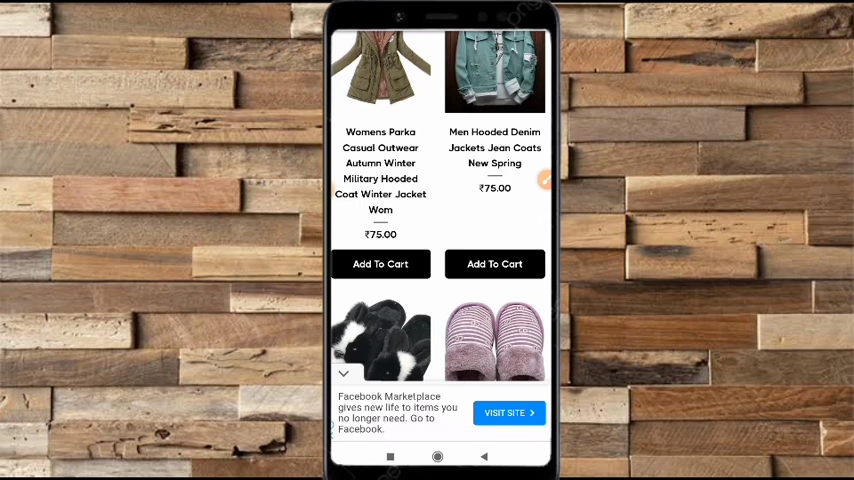 Womens Parka
Casual Outwear
Autumn Winter
Military Hooded
Coat Winter Jacket
Wom
₹75.00
Add To Cart
Men Hooded Denim
Jackets Jean Coats
New Spring
₹75.00
Add To Cart
Facebook Marketplace
gives new life to items you
no longer need. Go to
Facebook.
VISIT SITE